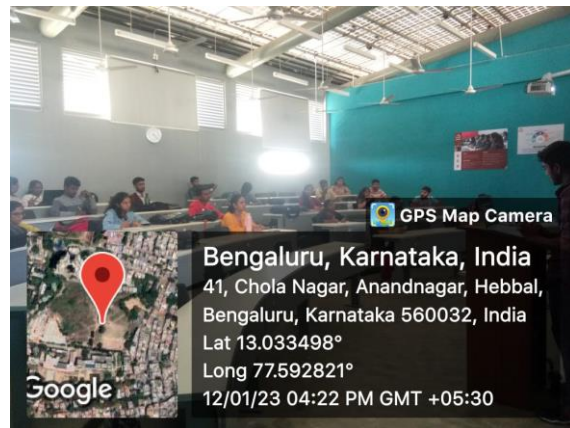 GPS Map Camera
Bengaluru, Karnataka, India
41, Chola Nagar, Anandnagar, Hebbal,
Bengaluru, Karnataka 560032, India
Lat 13.033498°
Long 77.592821°
12/01/23 04:22 PM GMT +05:30
Google